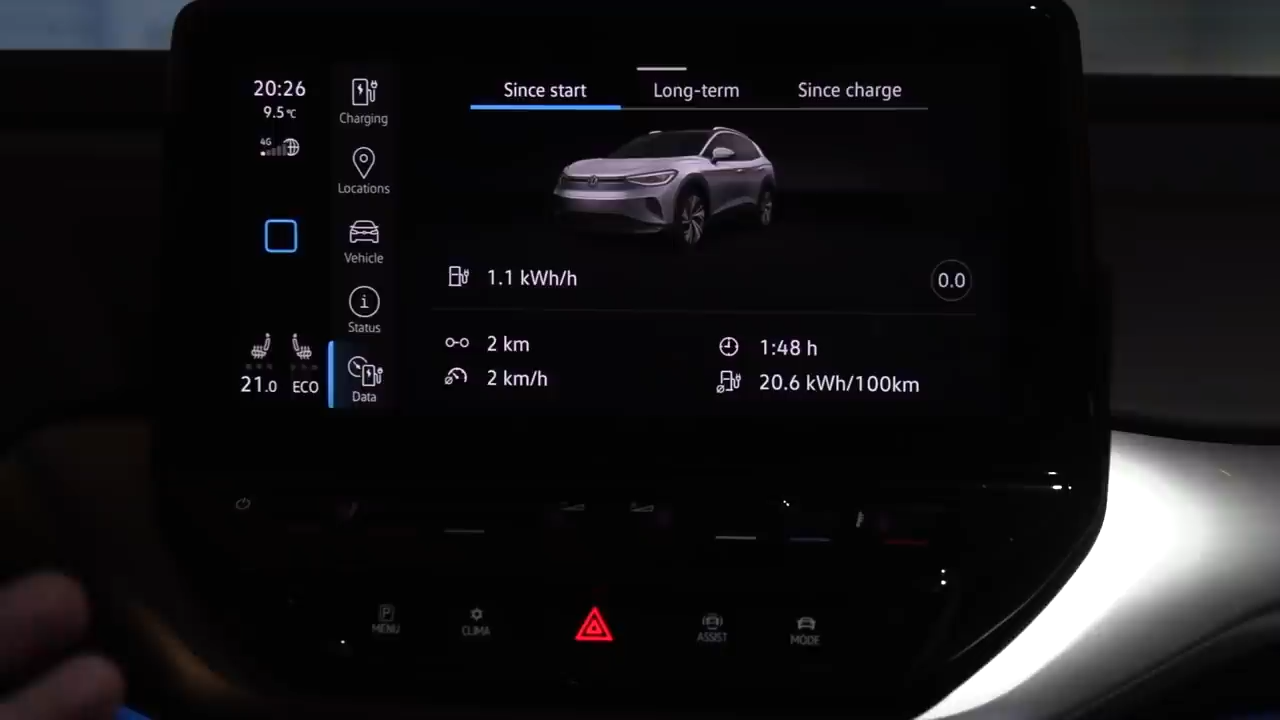 20:26
9.5°C
4G
Charging
Locations
Vehicle
Status
Data
21.0 ECO
Since start Long-term Since charge
1.1 kWh/h
0.0
2 km
1:48 h
2 km/h
20.6 kWh/100km
P
MENU
CLIMA
ASSIST
MODE